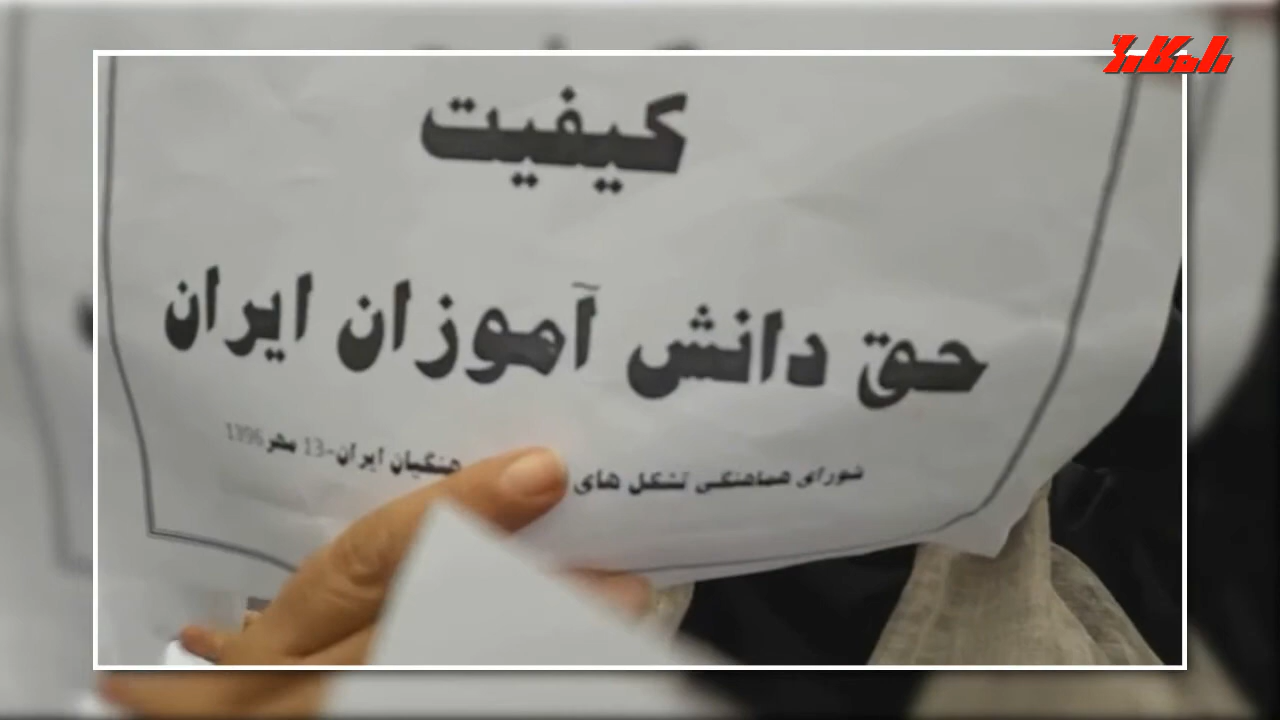 کیفیت
حق دانش آموزان ایران
شورای هماهنگی تشکل های هنگیان ایران-13 مهر 1396